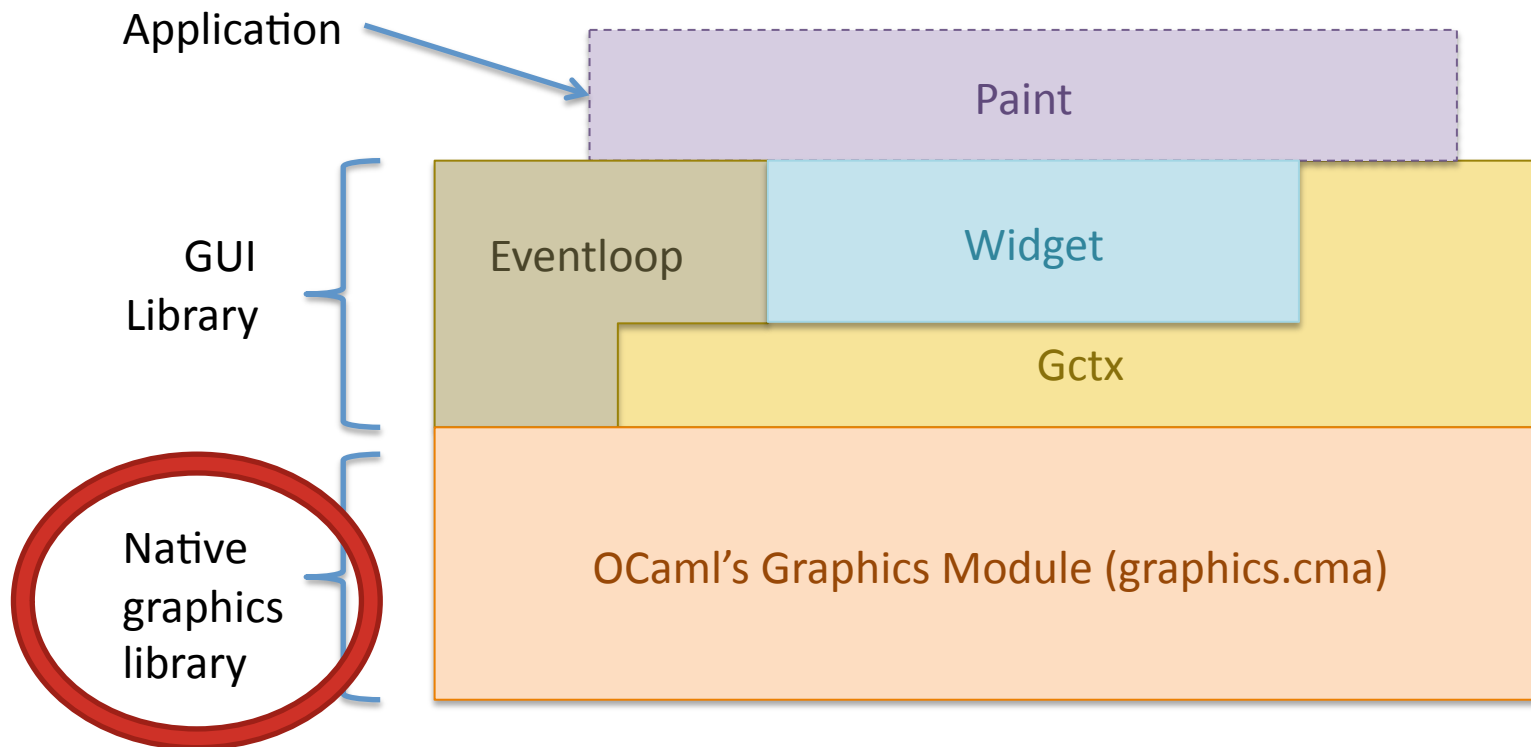 Application
Paint
GUI
Library
Eventloop
Widget
Gctx
Native
graphics
library
OCaml’s Graphics Module (graphics.cma)